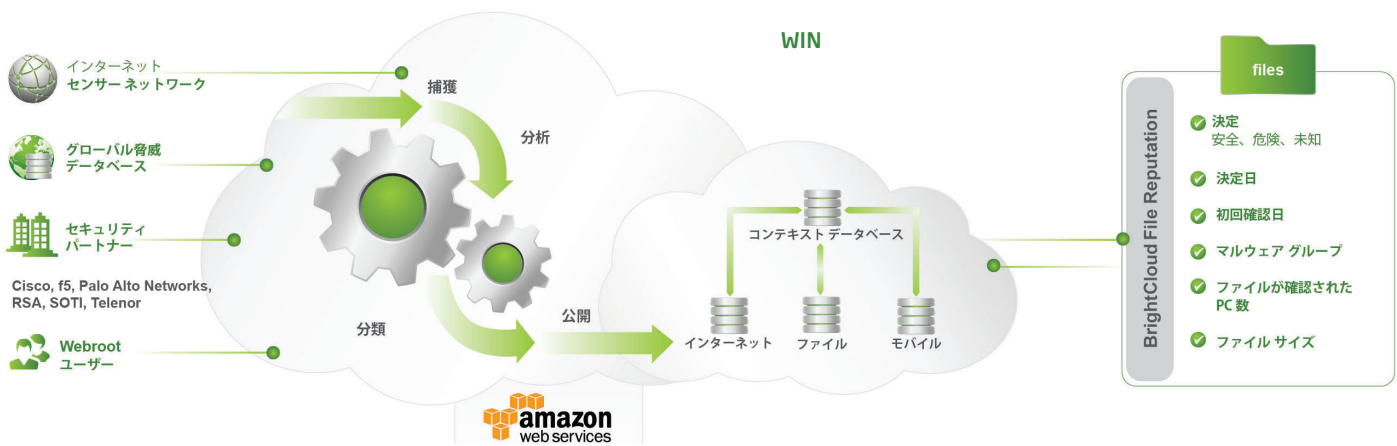 WIN
インターネット
センサー ネットワーク
グローバル脅威
データベース
セキュリティ
パートナー
Cisco, f5, Palo Alto Networks,
RSA, SOTI, Telenor
Webroot
ユーザー
捕獲
分析
分類
公開
コンテキスト データベース
インターネット
ファイル
モバイル
amazon
web services
BrightCloud File Reputation
files
決定
安全、危険、未知
決定日
初回確認日
マルウェア グループ
ファイルが確認された
PC 数
ファイル サイズ